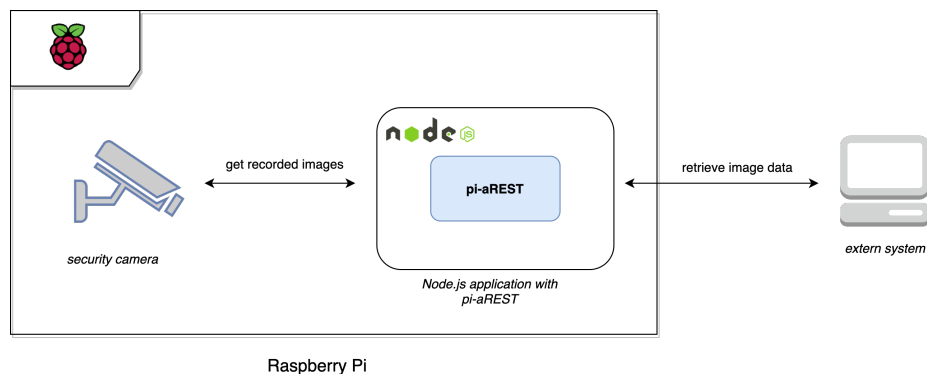 node
JS
get recorded images
pi-aREST
retrieve image data
security camera
extern system
Node.js application with
pi-aREST
Raspberry Pi